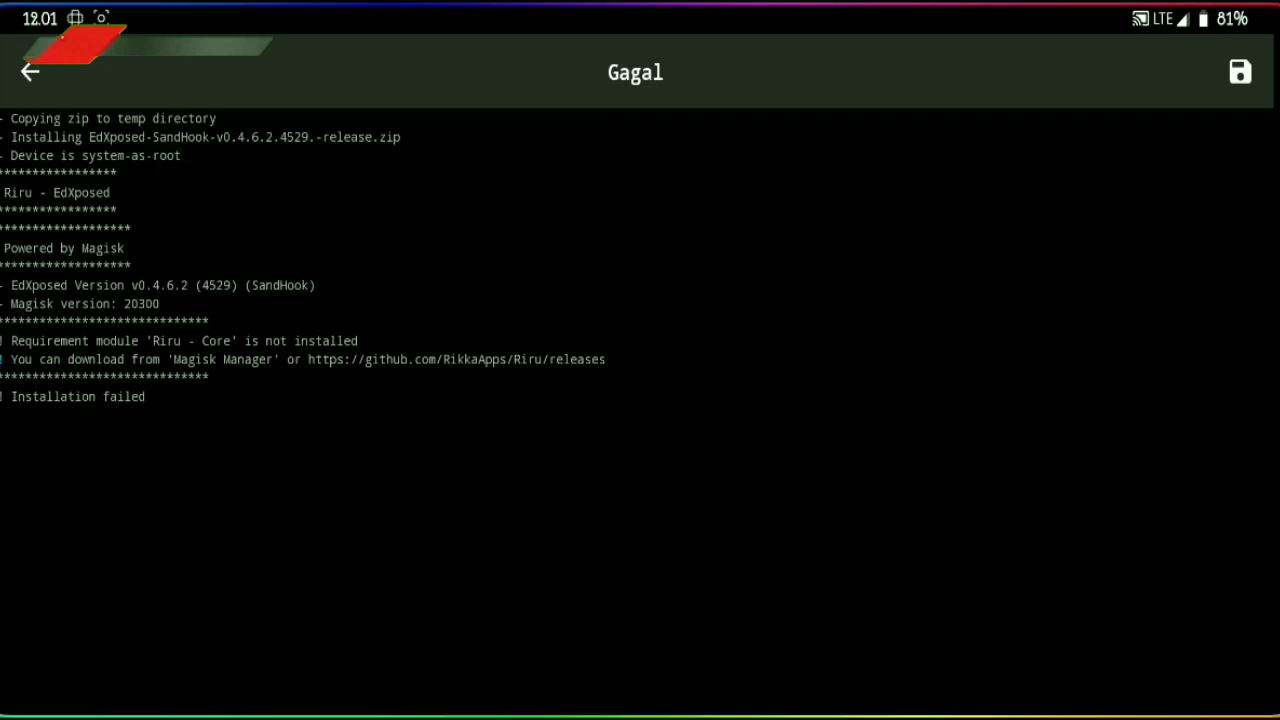 12.01 LTE 81%
Gagal
- Copying zip to temp directory
- Installing EdXposed-SandHook-v0.4.6.2.4529.-release.zip
- Device is system-as-root
*****************
Riru - EdXposed
*****************
*******************
Powered by Magisk
*******************
- EdXposed Version v0.4.6.2 (4529) (SandHook)
- Magisk version: 20300
******************************
! Requirement module 'Riru - Core' is not installed
! You can download from 'Magisk Manager' or https://github.com/RikkaApps/Riru/releases
******************************
! Installation failed